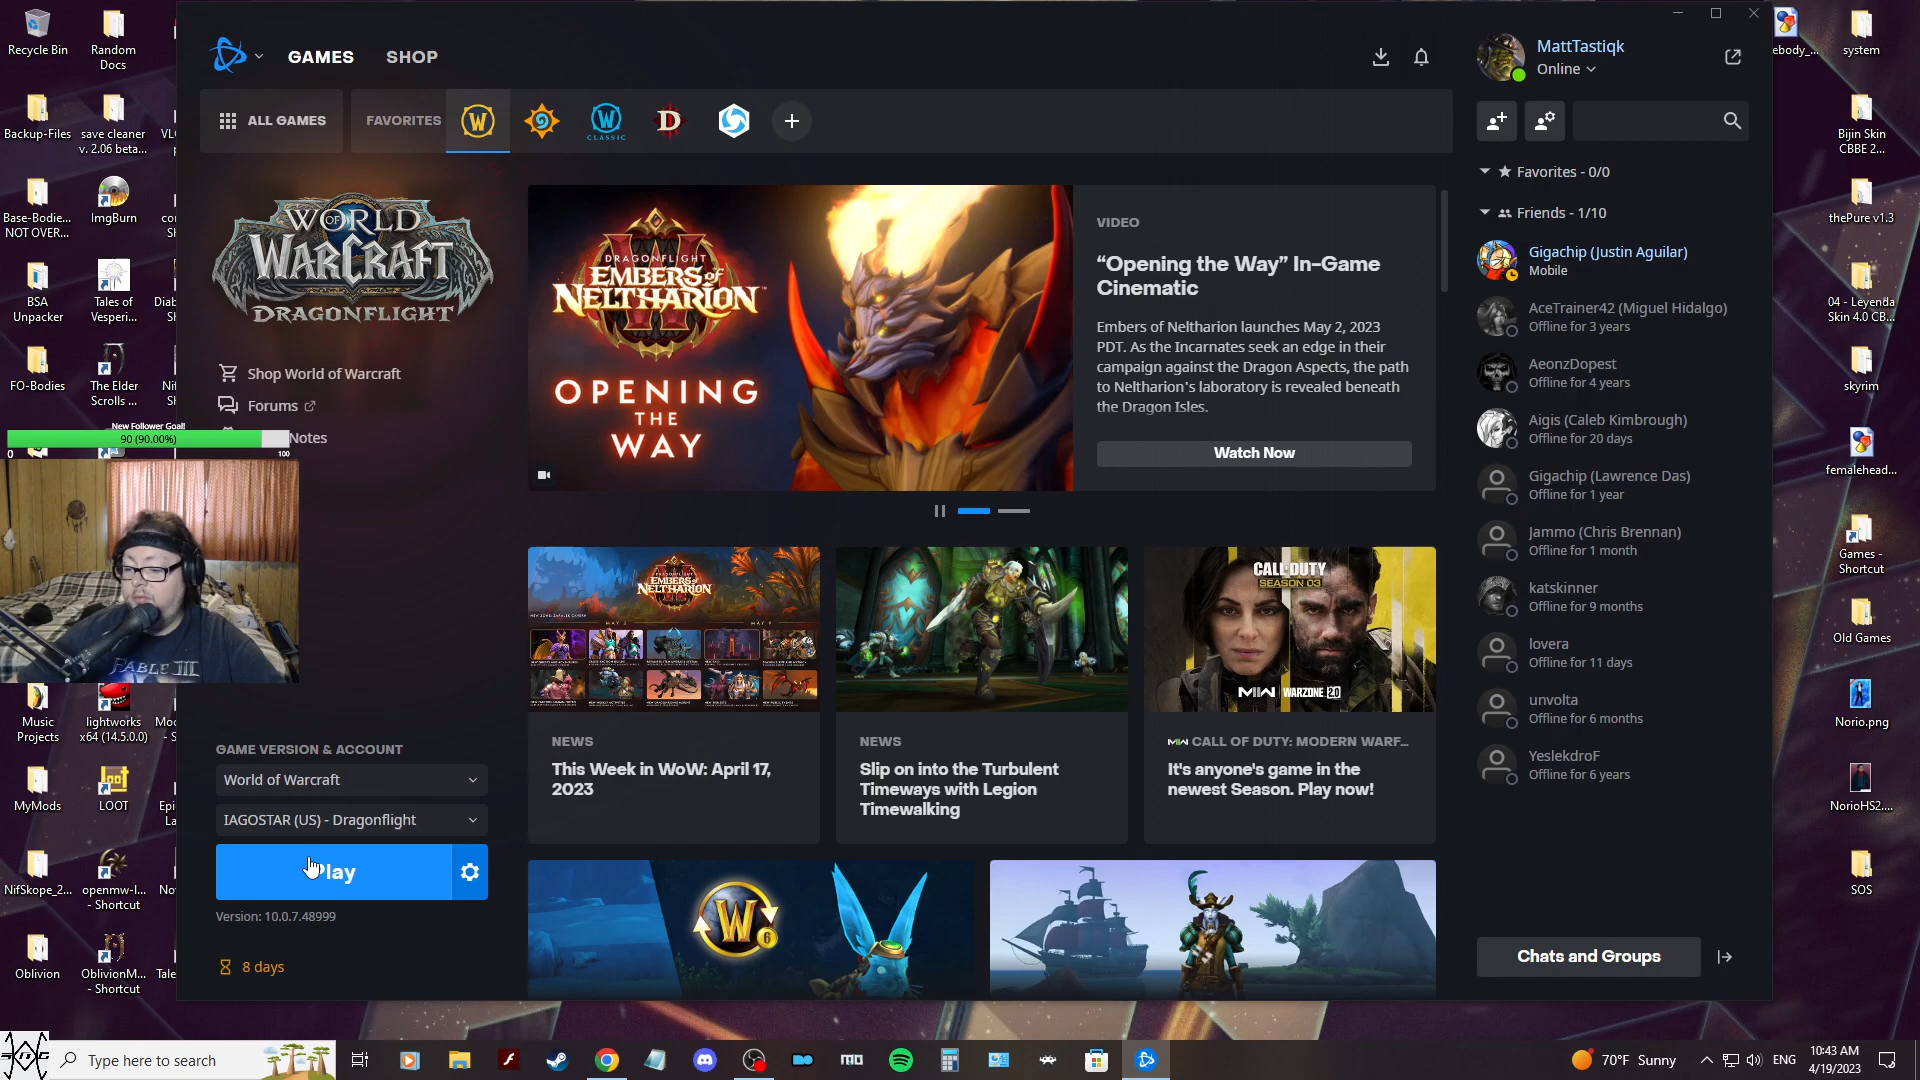 Recycle Bin
Random
Docs
GAMES
SHOP
MattTastiqk
Online
ebody_...
system
ALL GAMES
FAVORITES
CLASSIC
Favorites - 0/0
Friends - 1/10
Backup-Files
save cleaner
v. 2.06 beta...
Bijin Skin
CBBE 2...
WORLD
OF
WARCRAFT
DRAGONFLIGHT
Shop World of Warcraft
Forums
Notes
DRAGONFLIGHT
EMBERS of
NELTHARION
OPENING
THE
WAY
VIDEO
“Opening the Way” In-Game
Cinematic
Embers of Neltharion launches May 2, 2023
PDT. As the Incarnates seek an edge in their
campaign against the Dragon Aspects, the path
to Neltharion's laboratory is revealed beneath
the Dragon Isles.
Watch Now
Gigachip (Justin Aguilar)
Mobile
AceTrainer42 (Miguel Hidalgo)
Offline for 3 years
AeonzDopest
Offline for 4 years
Aigis (Caleb Kimbrough)
Offline for 20 days
Gigachip (Lawrence Das)
Offline for 1 year
Jammo (Chris Brennan)
Offline for 1 month
katskinner
Offline for 9 months
lovera
Offline for 11 days
unvolta
Offline for 6 months
YeslekdroF
Offline for 6 years
Base-Bodie...
NOT OVER...
ImgBurn
thePure v1.3
BSA
Unpacker
Tales of
Vesperi...
04 - Leyenda
Skin 4.0 CB...
FO-Bodies
The Elder
Scrolls ...
skyrim
New Follower Goal!
90 (90.00%)
0
100
femalehead...
FABLE III
Games -
Shortcut
Old Games
EMBERS of
NELTHARION
CALL OF DUTY
SEASON 03
MWII
WARZONE 2.0
Music
Projects
lightworks
x64 (14.5.0.0)
Norio.png
GAME VERSION & ACCOUNT
World of Warcraft
IAGOSTAR (US) - Dragonflight
Play
Version: 10.0.7.48999
8 days
NEWS
This Week in WoW: April 17,
2023
NEWS
Slip on into the Turbulent
Timeways with Legion
Timewalking
CALL OF DUTY: MODERN WARF...
It's anyone's game in the
newest Season. Play now!
MyMods
LOOT
NorioHS2....
NifSkope_2...
openmw-l...
- Shortcut
SOS
Oblivion
OblivionM...
- Shortcut
Chats and Groups
Type here to search
70°F Sunny
ENG
10:43 AM
4/19/2023